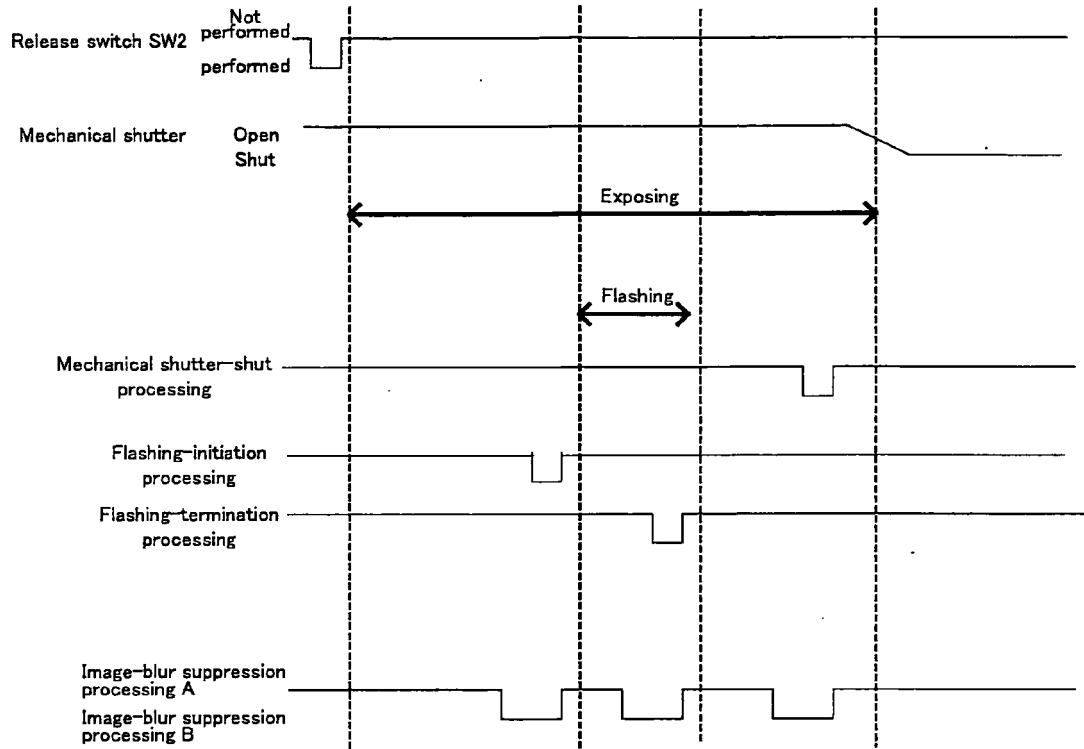 Not
Release switch SW2 performed
performed
Mechanical shutter Open
Shut
Exposing
Flashing
Mechanical shutter-shut
processing
Flashing-initiation
processing
Flashing-termination
processing
Image-blur suppression
processing A
Image-blur suppression
processing B